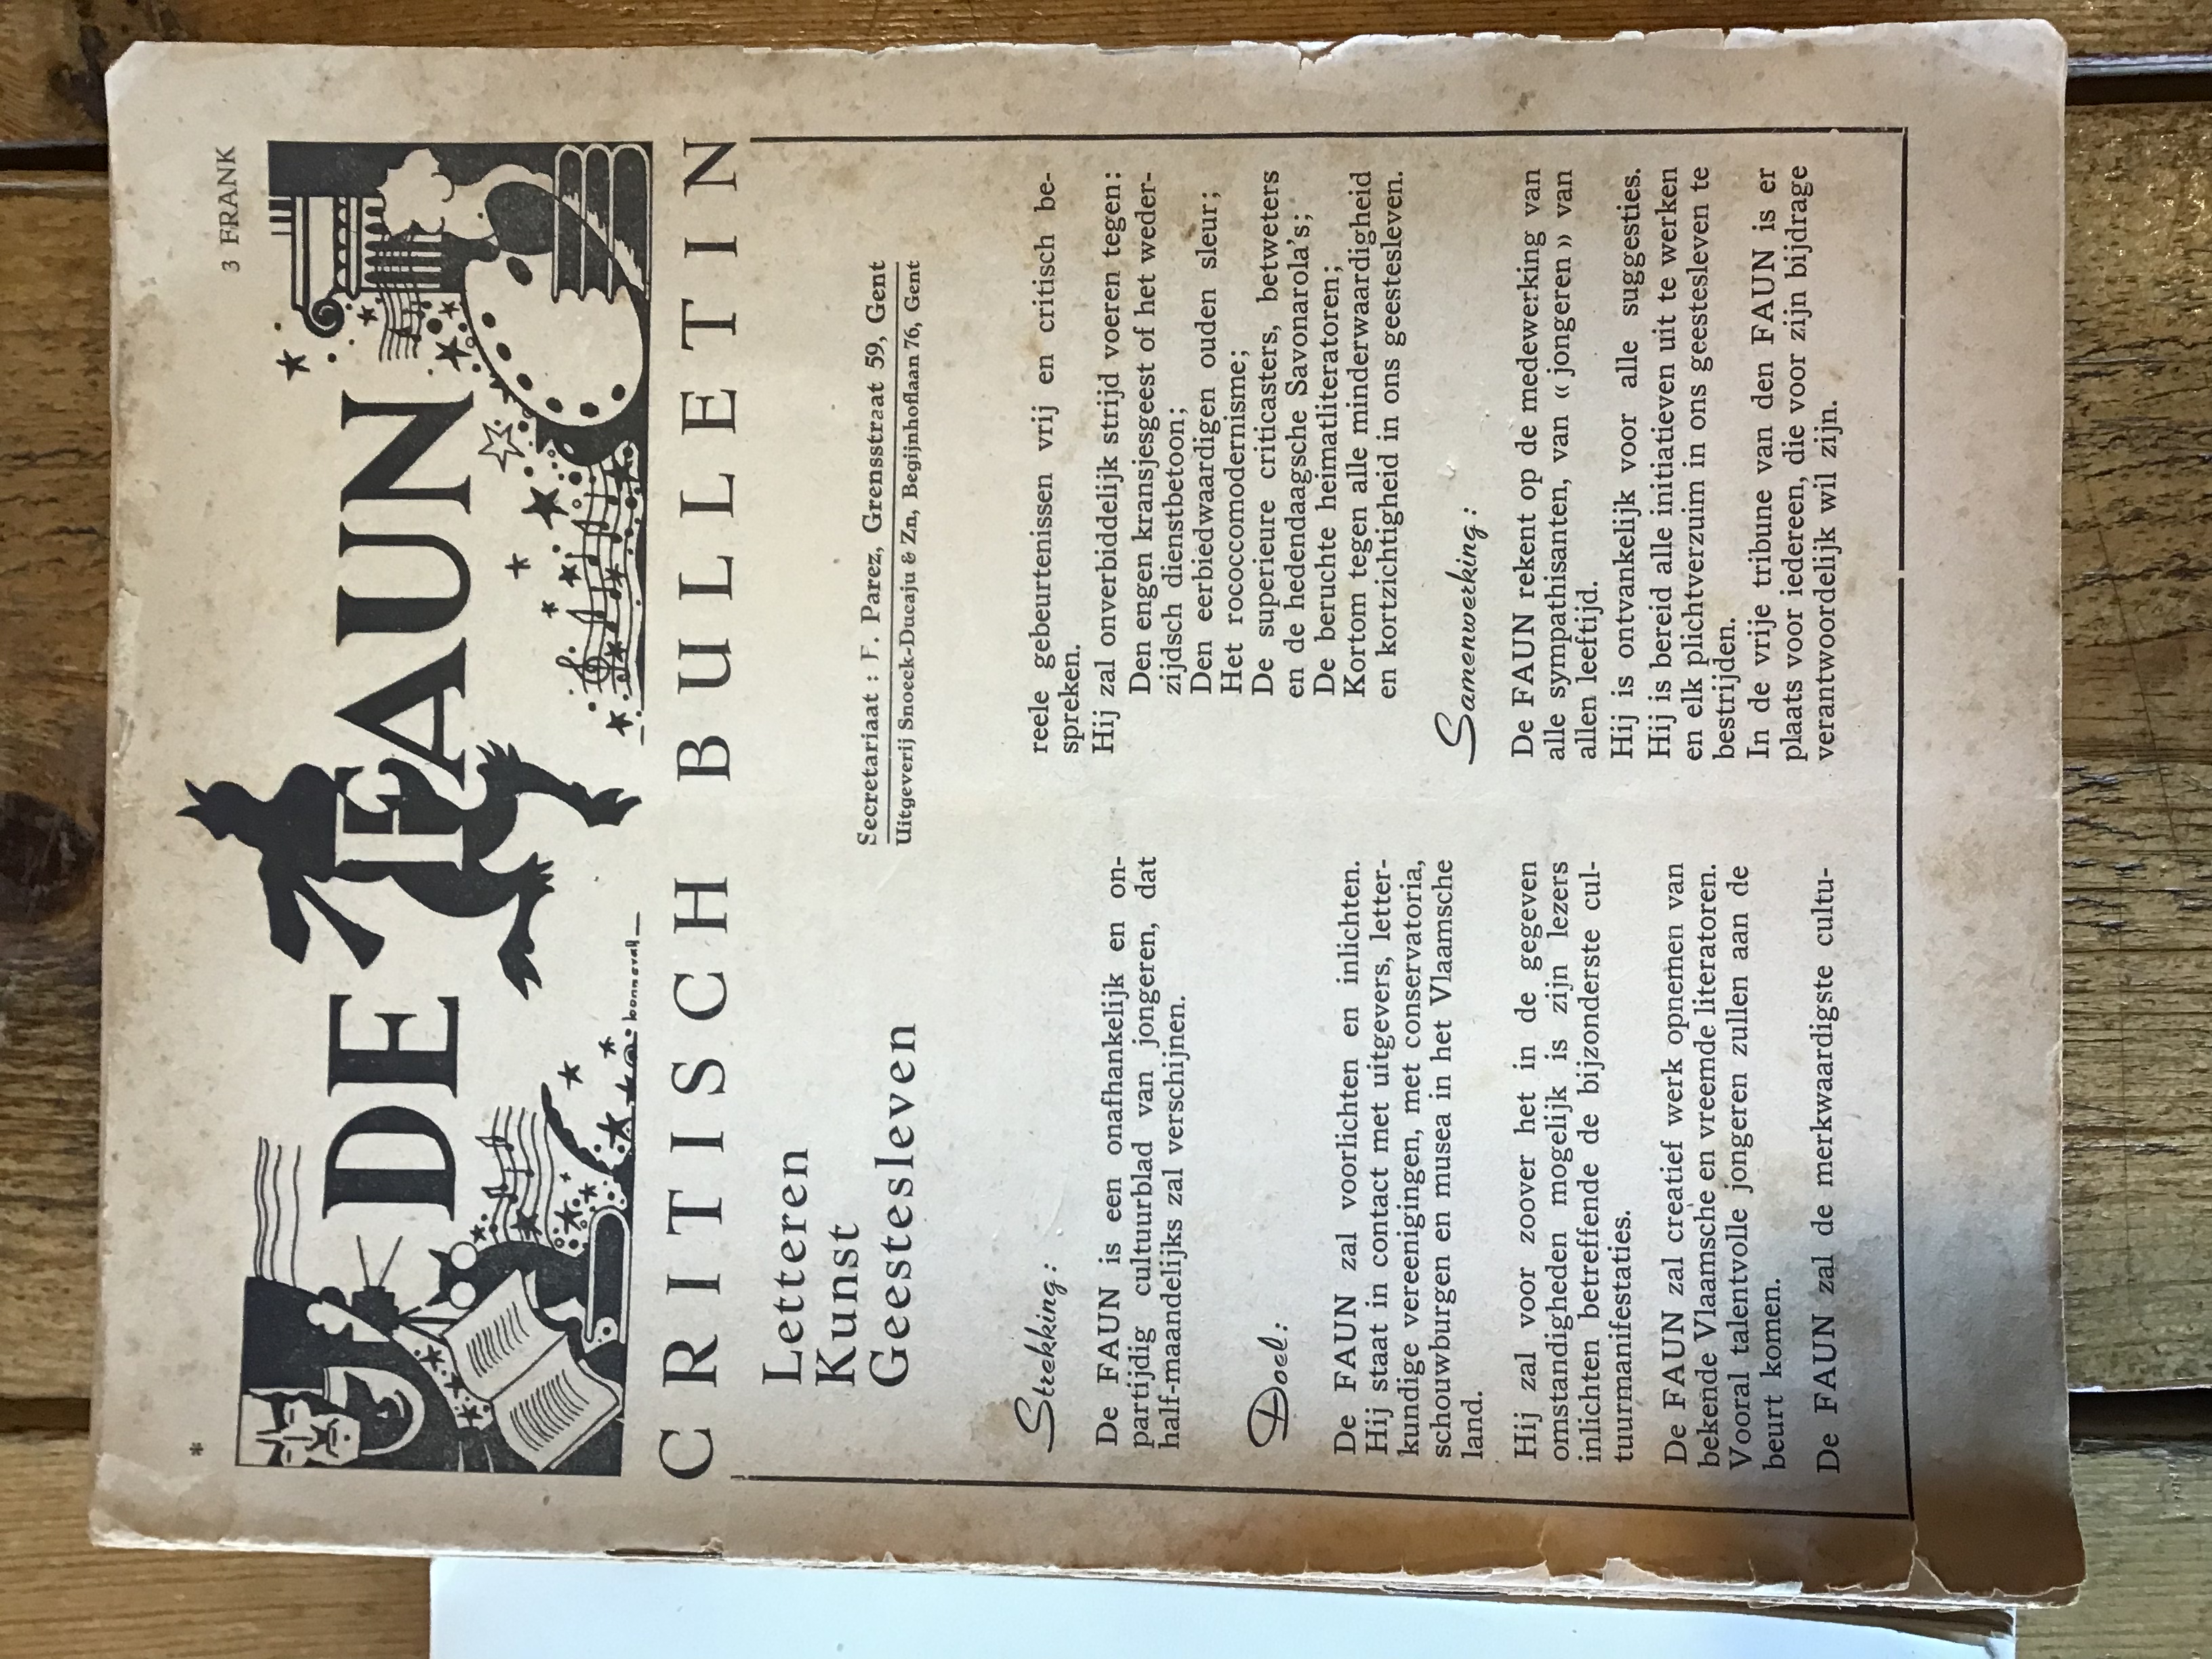 *
3 FRANK
DE FAUN
CRITISCH BULLETIN
Letteren
Kunst
Geestesleven
Secretariaat : F. Parez, Grensstraat 59, Gent
Uitgeverij Snoeck-Ducaju & Zn, Begijnhoflaan 76, Gent
Strekking:
De FAUN is een onafhankelijk en on-
partijdig cultuurblad van jongeren, dat
half-maandelijks zal verschijnen.
Doel:
De FAUN zal voorlichten en inlichten.
Hij staat in contact met uitgevers, letter-
kundige vereenigingen, met conservatoria,
schouwburgen en musea in het Vlaamsche
land.
Hij zal voor zoover het in de gegeven
omstandigheden mogelijk is zijn lezers
inlichten betreffende de bijzonderste cul-
tuurmanifestaties.
De FAUN zal creatief werk opnemen van
bekende Vlaamsche en vreemde literatoren.
Vooral talentvolle jongeren zullen aan de
beurt komen.
De FAUN zal de merkwaardigste cultu-
reele gebeurtenissen vrij en critisch be-
spreken.
Hij zal onverbiddelijk strijd voeren tegen:
Den engen kransjesgeest of het weder-
zijdsch dienstbetoon;
Den eerbiedwaardigen ouden sleur;
Het rococcomodernisme;
De superieure criticasters, betweters
en de hedendaagsche Savonarola's;
De beruchte heimatliteratoren;
Kortom tegen alle minderwaardigheid
en kortzichtigheid in ons geestesleven.
Samenwerking:
De FAUN rekent op de medewerking van
alle sympathisanten, van « jongeren » van
allen leeftijd.
Hij is ontvankelijk voor alle suggesties.
Hij is bereid alle initiatieven uit te werken
en elk plichtverzuim in ons geestesleven te
bestrijden.
In de vrije tribune van den FAUN is er
plaats voor iedereen, die voor zijn bijdrage
verantwoordelijk wil zijn.